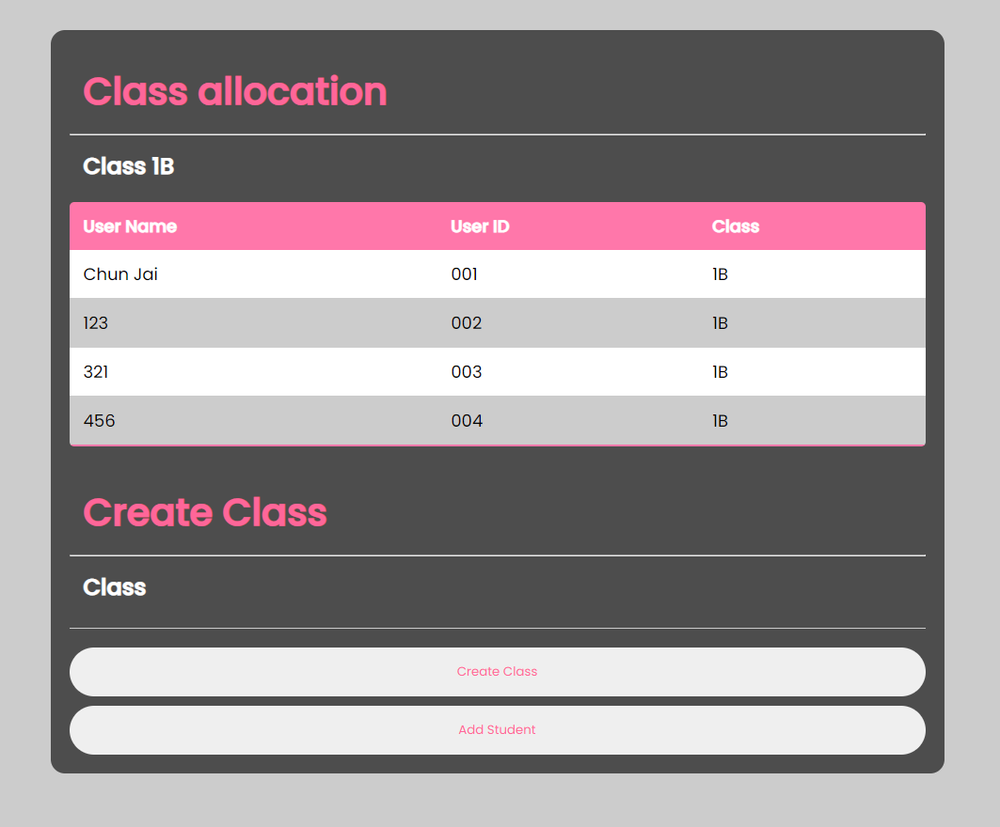 Class allocation
Class 1B
User Name User ID Class
Chun Jai 001 1B
123 002 1B
321 003 1B
456 004 1B
Create Class
Class
Create Class
Add Student